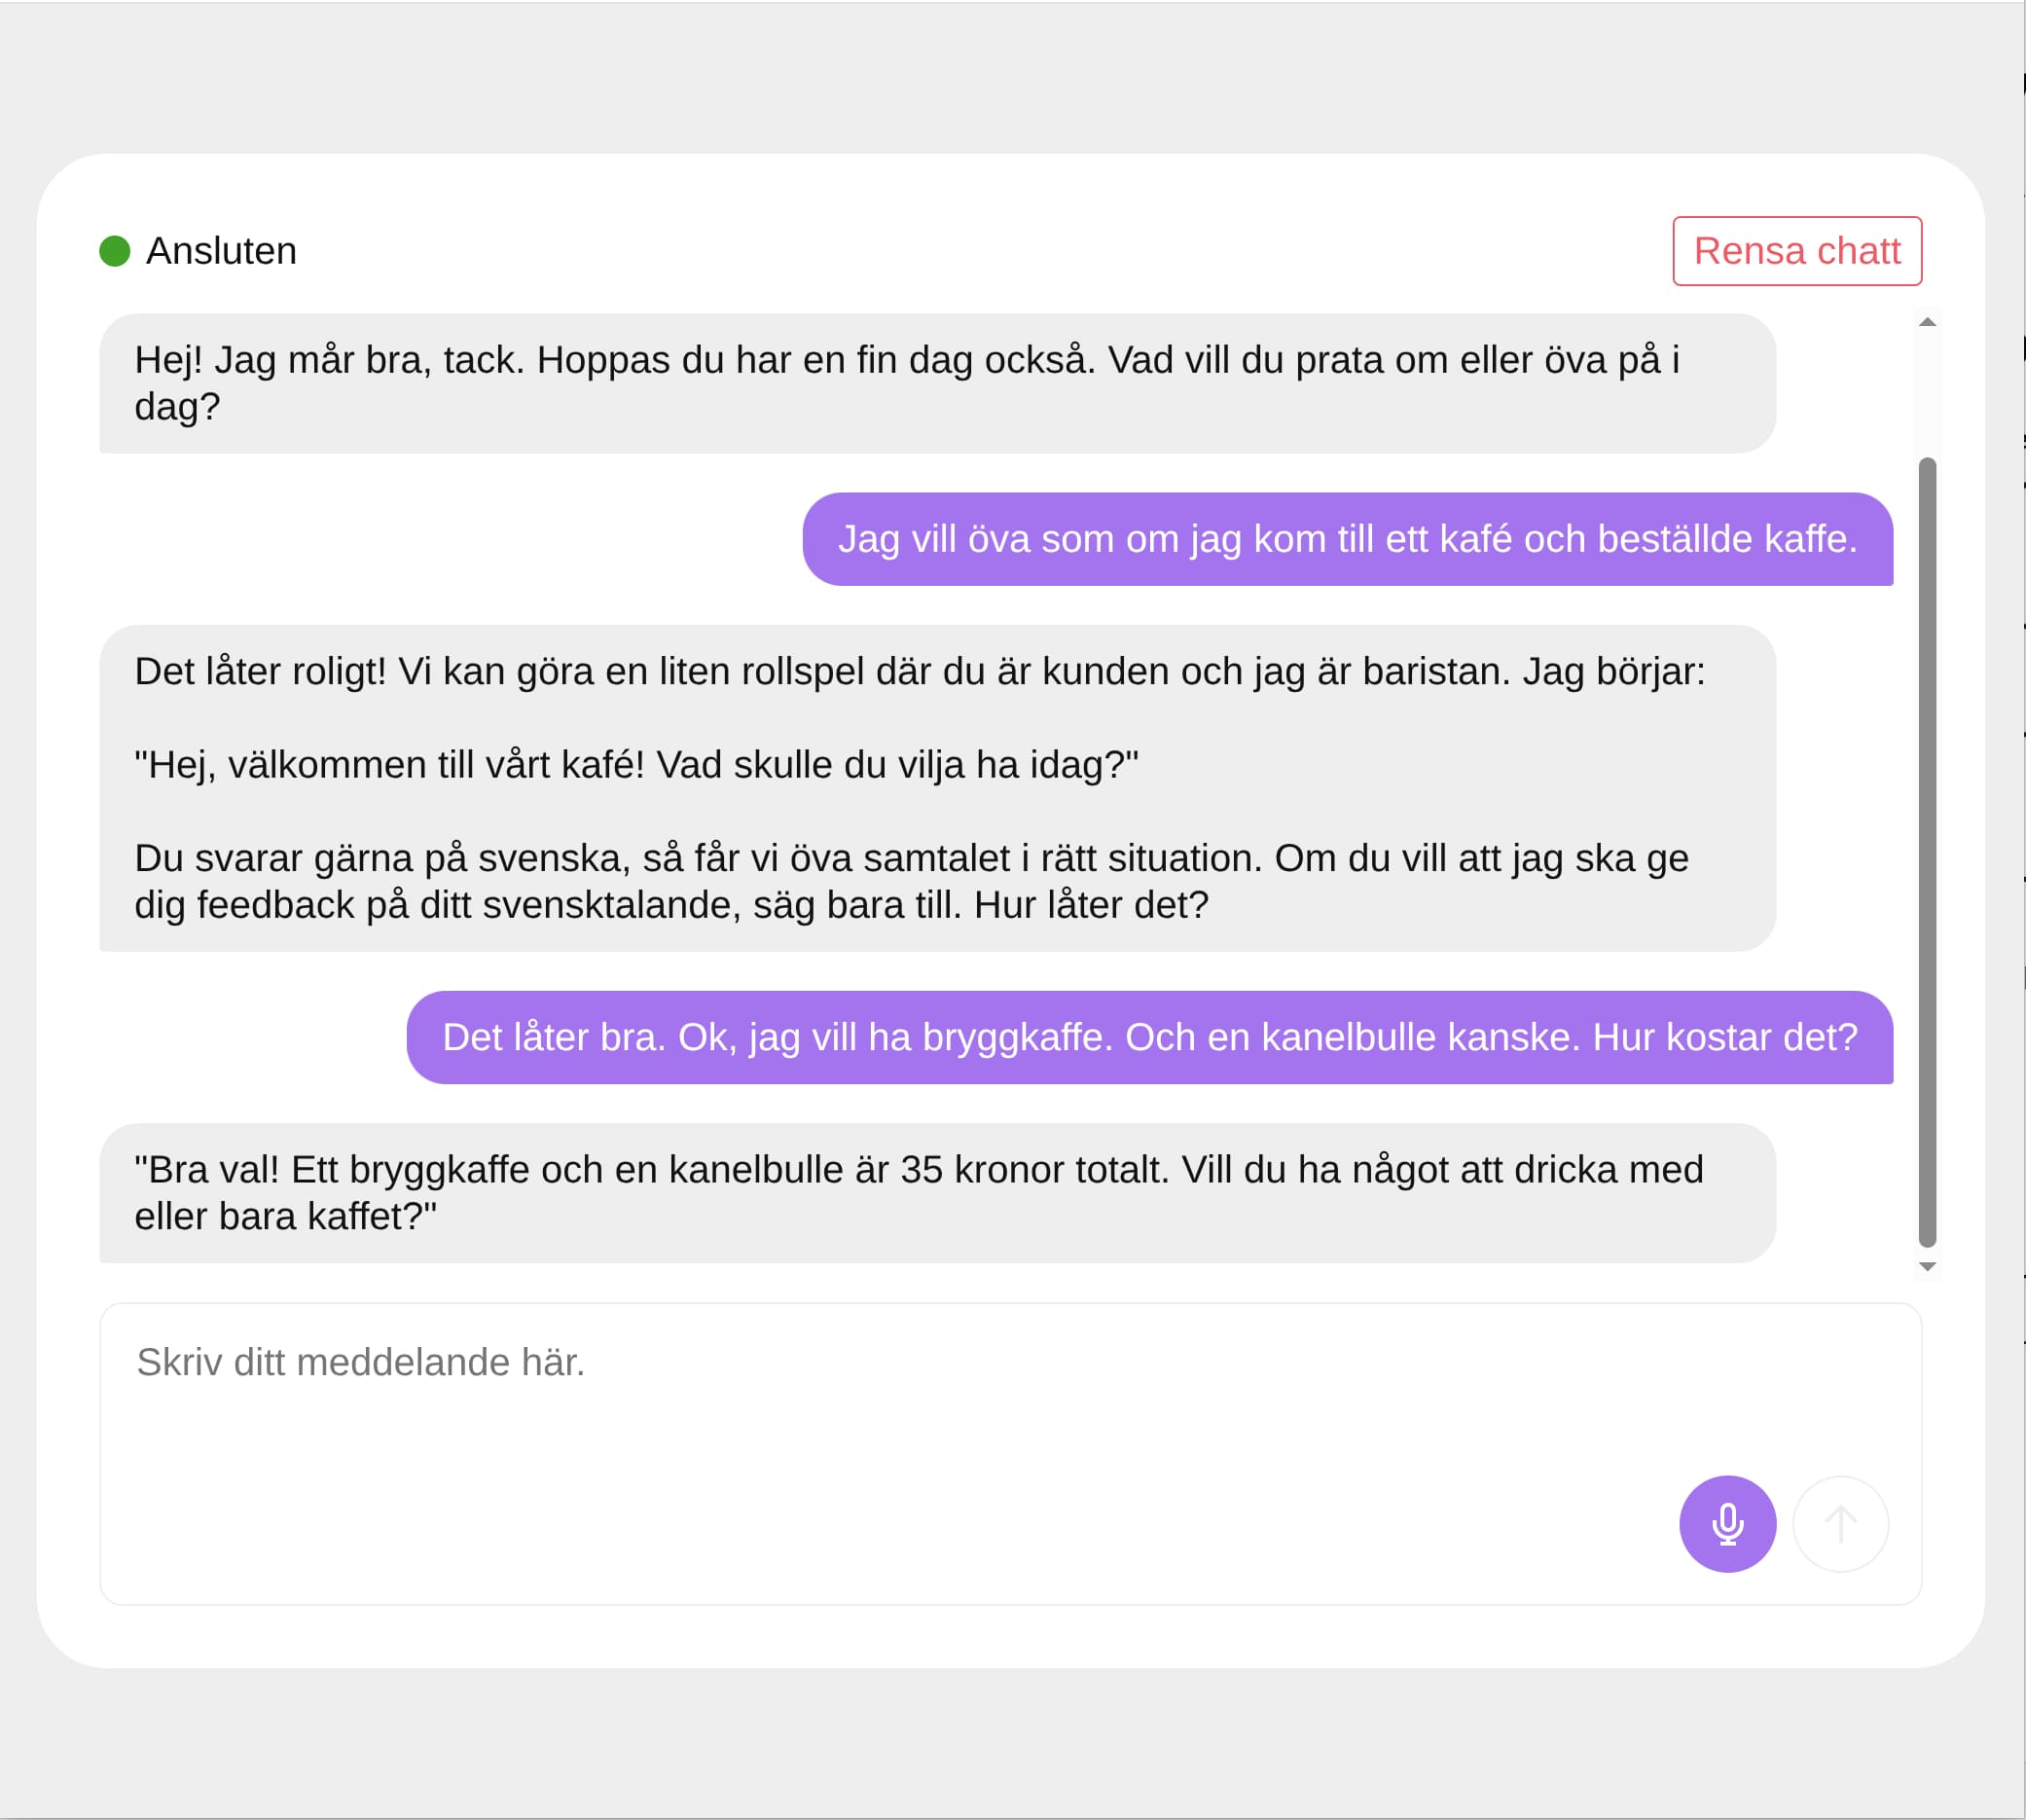 Ansluten
Rensa chatt
Hej! Jag mår bra, tack. Hoppas du har en fin dag också. Vad vill du prata om eller öva på i
dag?
Jag vill öva som om jag kom till ett kafé och beställde kaffe.
Det låter roligt! Vi kan göra en liten rollspel där du är kunden och jag är baristan. Jag börjar:
"Hej, välkommen till vårt kafé! Vad skulle du vilja ha idag?"
Du svarar gärna på svenska, så får vi öva samtalet i rätt situation. Om du vill att jag ska ge
dig feedback på ditt svensktalande, säg bara till. Hur låter det?
Det låter bra. Ok, jag vill ha bryggkaffe. Och en kanelbulle kanske. Hur kostar det?
"Bra val! Ett bryggkaffe och en kanelbulle är 35 kronor totalt. Vill du ha något att dricka med
eller bara kaffet?"
Skriv ditt meddelande här.